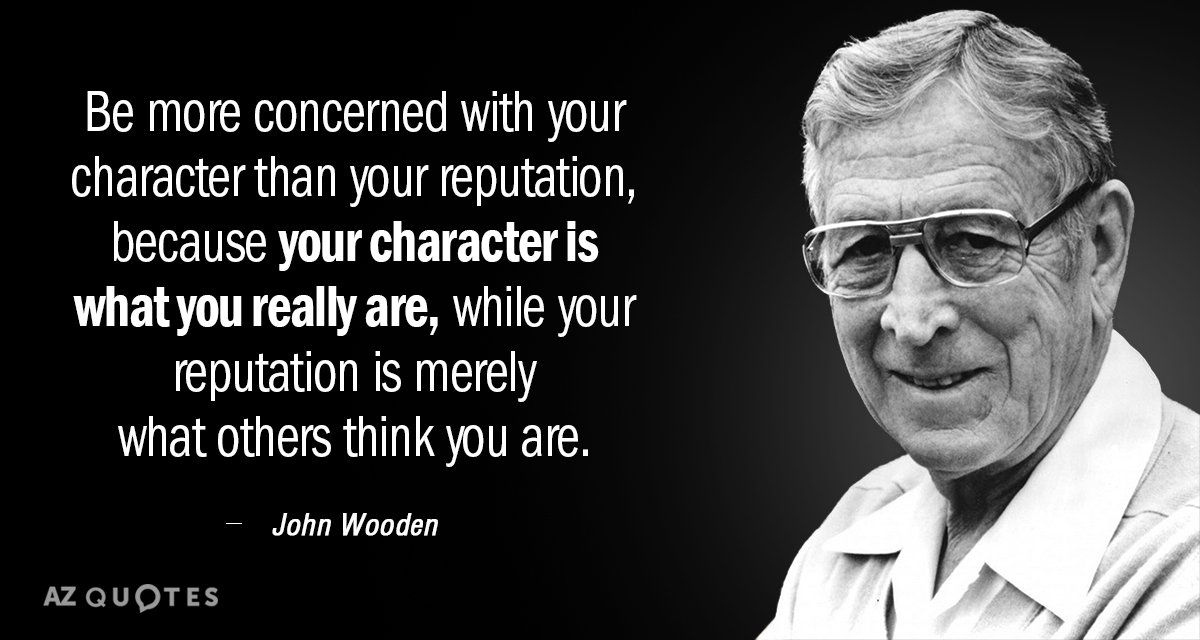 Be more concerned with your
character than your reputation,
because your character is
what you really are, while your
reputation is merely
what others think you are.
– John Wooden
AZ QUOTES